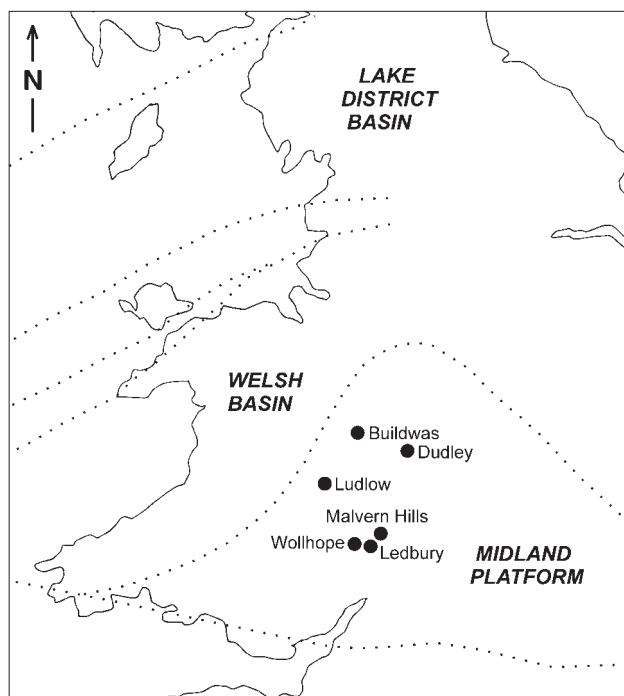 N
LAKE
DISTRICT
BASIN
WELSH
BASIN
Buildwas
Dudley
Ludlow
Malvern Hills
Wollhope
Ledbury
MIDLAND
PLATFORM